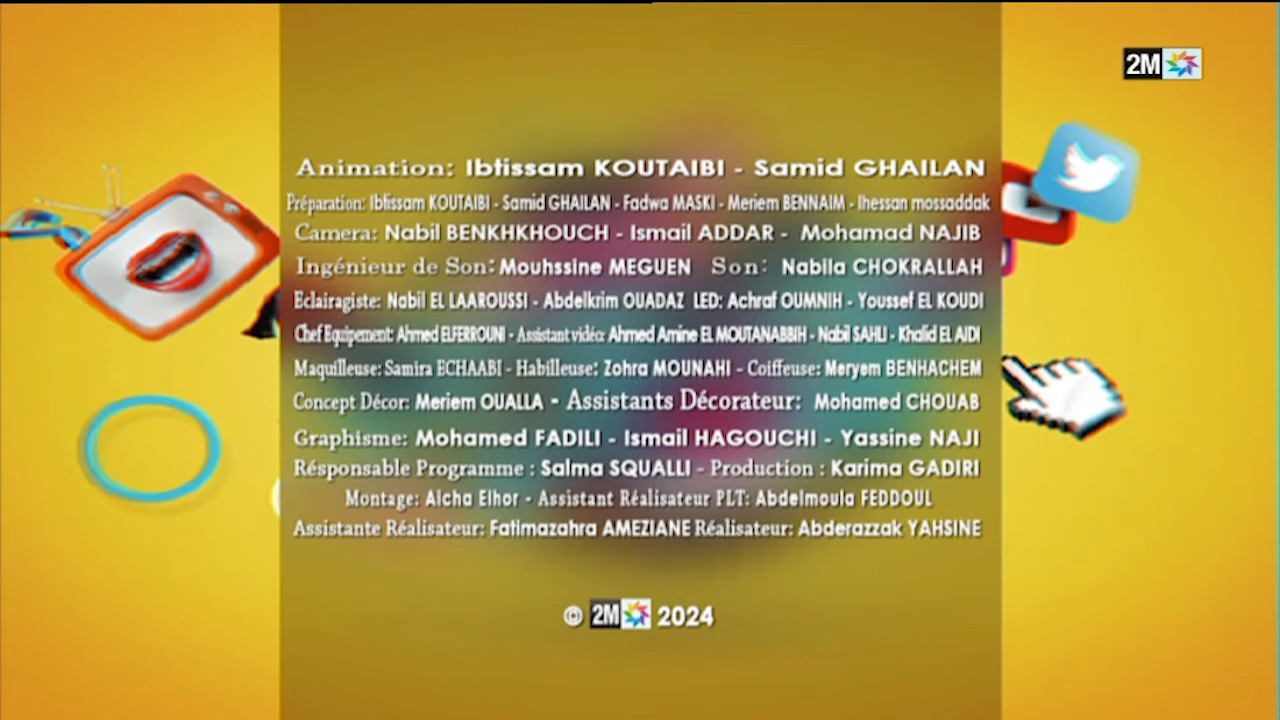 2M
Animation: Ibtissam KOUTAIBI - Samid GHAILAN
Préparation: Ibtissam KOUTAIBI - Samid GHAILAN - Fadwa MASKI - Meriem BENNAIM - Ihessan mossaddak
Camera: Nabil BENKHKHOUCH - Ismail ADDAR - Mohamad NAJIB
Ingénieur de Son: Mouhssine MEGUEN Son: Nabila CHOKRALLAH
Eclairagiste: Nabil EL LAAROUSSI - Abdelkrim OUADAZ LED: Achraf OUMNIH - Youssef EL KOUDI
Chef Equipement: Ahmed ELFERROUNI - Assistant vidéo: Ahmed Amine EL MOUTANABBIH - Nabil SAHLI - Khalid EL AIDI
Maquilleuse: Samira ECHAABI - Habilleuse: Zohra MOUNAHI - Coiffeuse: Meryem BENHACHEM
Concept Décor: Meriem OUALLA - Assistants Décorateur: Mohamed CHOUAB
Graphisme: Mohamed FADILI - Ismail HAGOUCHI - Yassine NAJI
Résponsable Programme : Salma SQUALLI - Production : Karima GADIRI
Montage: Aicha Elhor - Assistant Réalisateur PLT: Abdelmoula FEDDOUL
Assistante Réalisateur: Fatimazahra AMEZIANE Réalisateur: Abderazzak YAHSINE
© 2M 2024